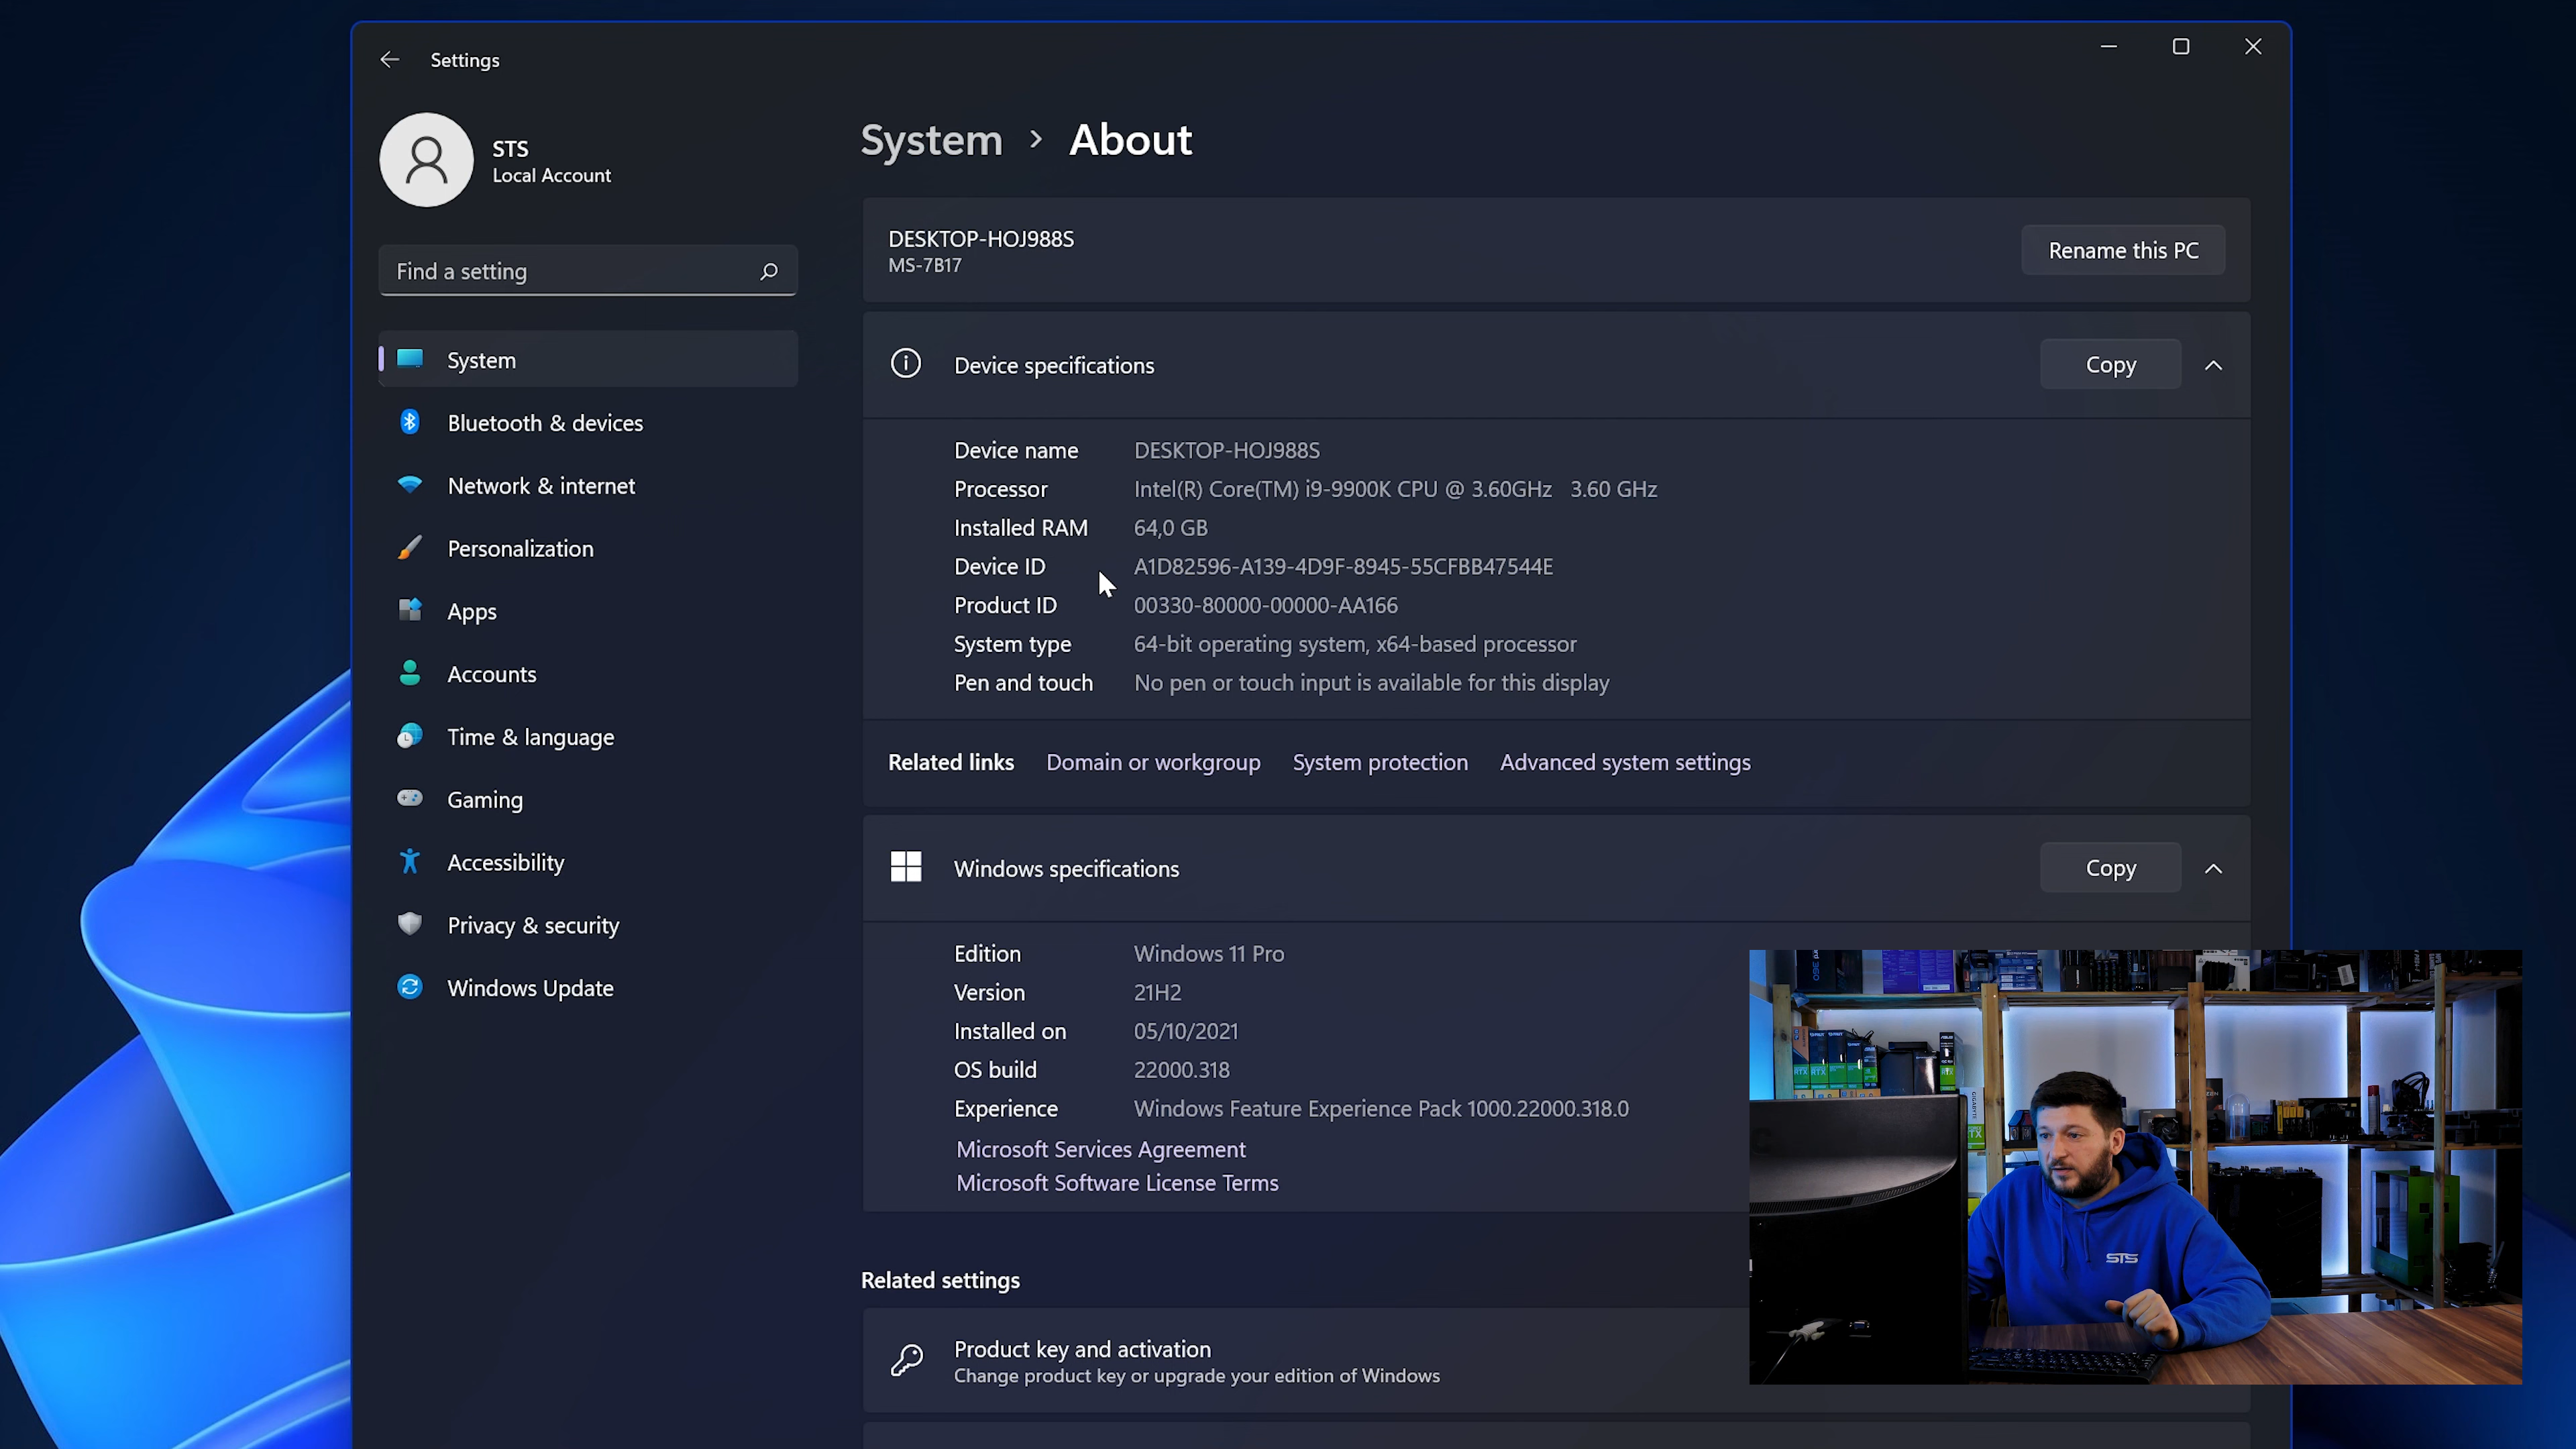 Settings
STS
Local Account
Find a setting
System
Bluetooth & devices
Network & internet
Personalization
Apps
Accounts
Time & language
Gaming
Accessibility
Privacy & security
Windows Update
System > About
DESKTOP-HOJ988S
MS-7B17
Rename this PC
Device specifications
Copy
Device name DESKTOP-HOJ988S
Processor Intel(R) Core(TM) i9-9900K CPU @ 3.60GHz 3.60 GHz
Installed RAM 64,0 GB
Device ID A1D82596-A139-4D9F-8945-55CFBB47544E
Product ID 00330-80000-00000-AA166
System type 64-bit operating system, x64-based processor
Pen and touch No pen or touch input is available for this display
Related links Domain or workgroup System protection Advanced system settings
Windows specifications
Copy
Edition Windows 11 Pro
Version 21H2
Installed on 05/10/2021
OS build 22000.318
Experience Windows Feature Experience Pack 1000.22000.318.0
Microsoft Services Agreement
Microsoft Software License Terms
Related settings
Product key and activation
Change product key or upgrade your edition of Windows
STS